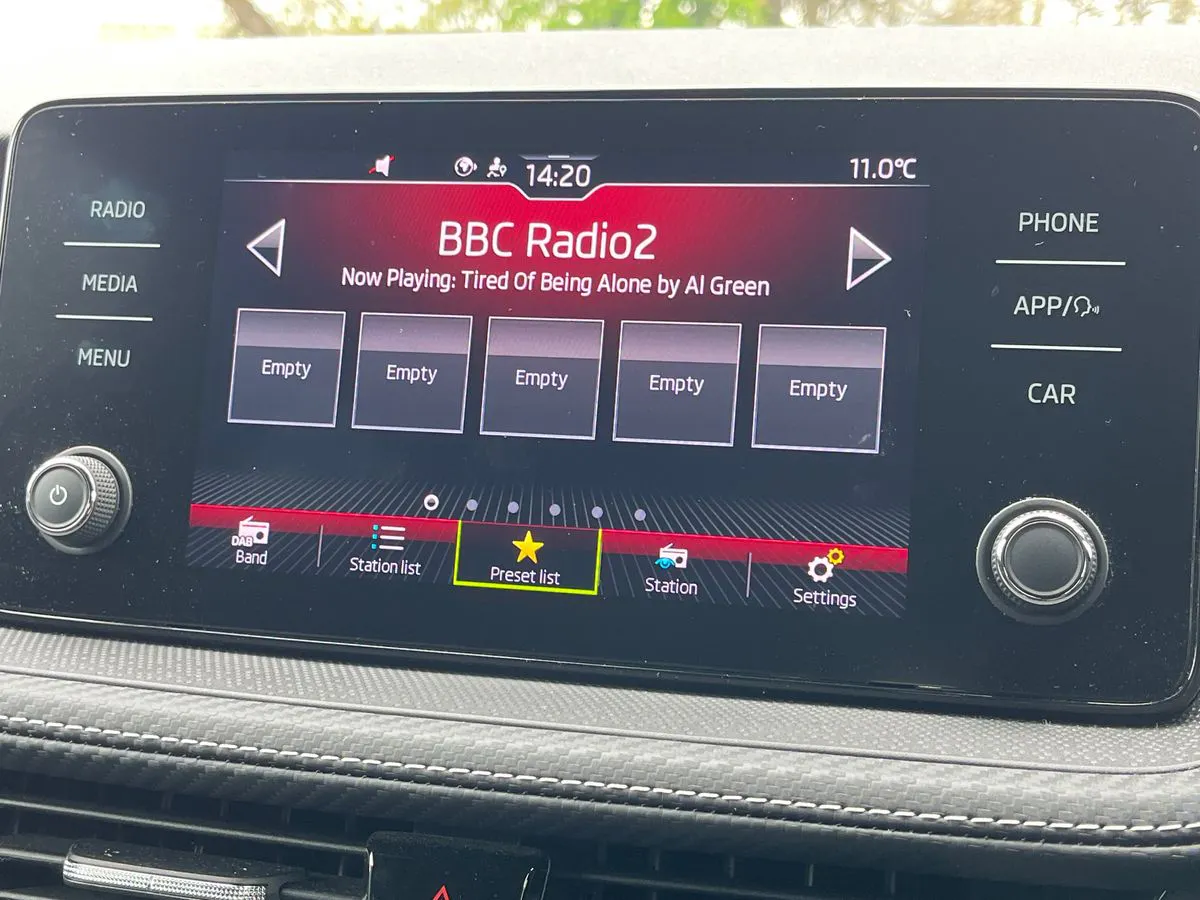 14:20
11.0°C
RADIO
MEDIA
MENU
BBC Radio2
Now Playing: Tired Of Being Alone by Al Green
Empty
Empty
Empty
Empty
Empty
DAB
Band
Station list
Preset list
Station
Settings
PHONE
APP/
CAR